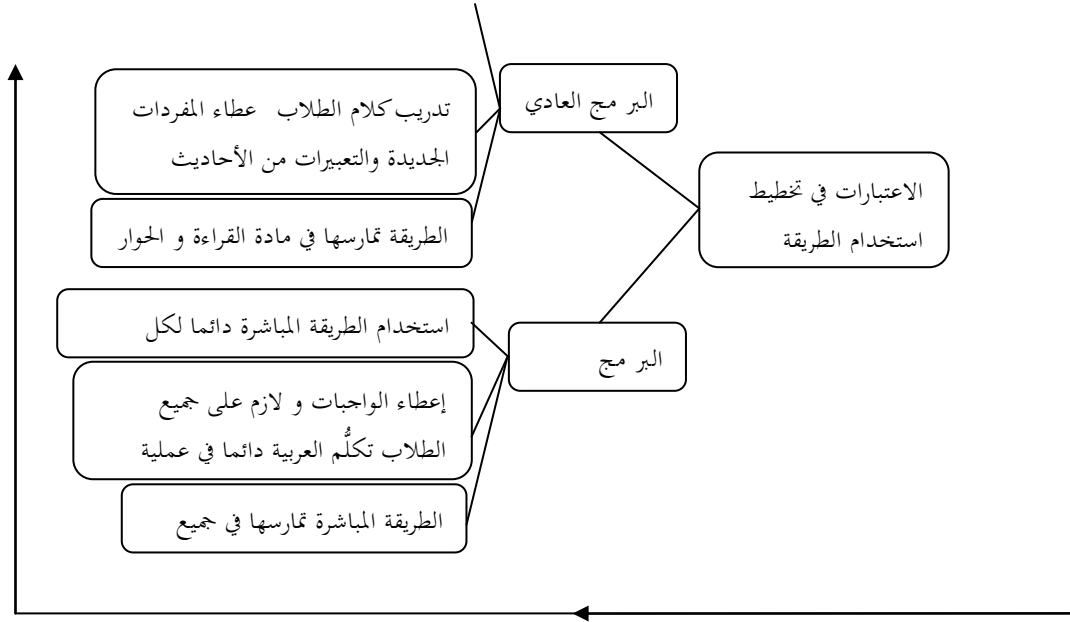 الاعتبارات في تخطيط
استخدام الطريقة
البر مج العادي
تدريب كلام الطلاب عطاء المفردات
الجديدة والتعبيرات من الأحاديث
الطريقة تمارسها في مادة القراءة و الحوار
البر مج
استخدام الطريقة المباشرة دائما لكل
إعطاء الواجبات و لازم على جميع
الطلاب تكلُّم العربية دائما في عملية
الطريقة المباشرة تمارسها في جميع